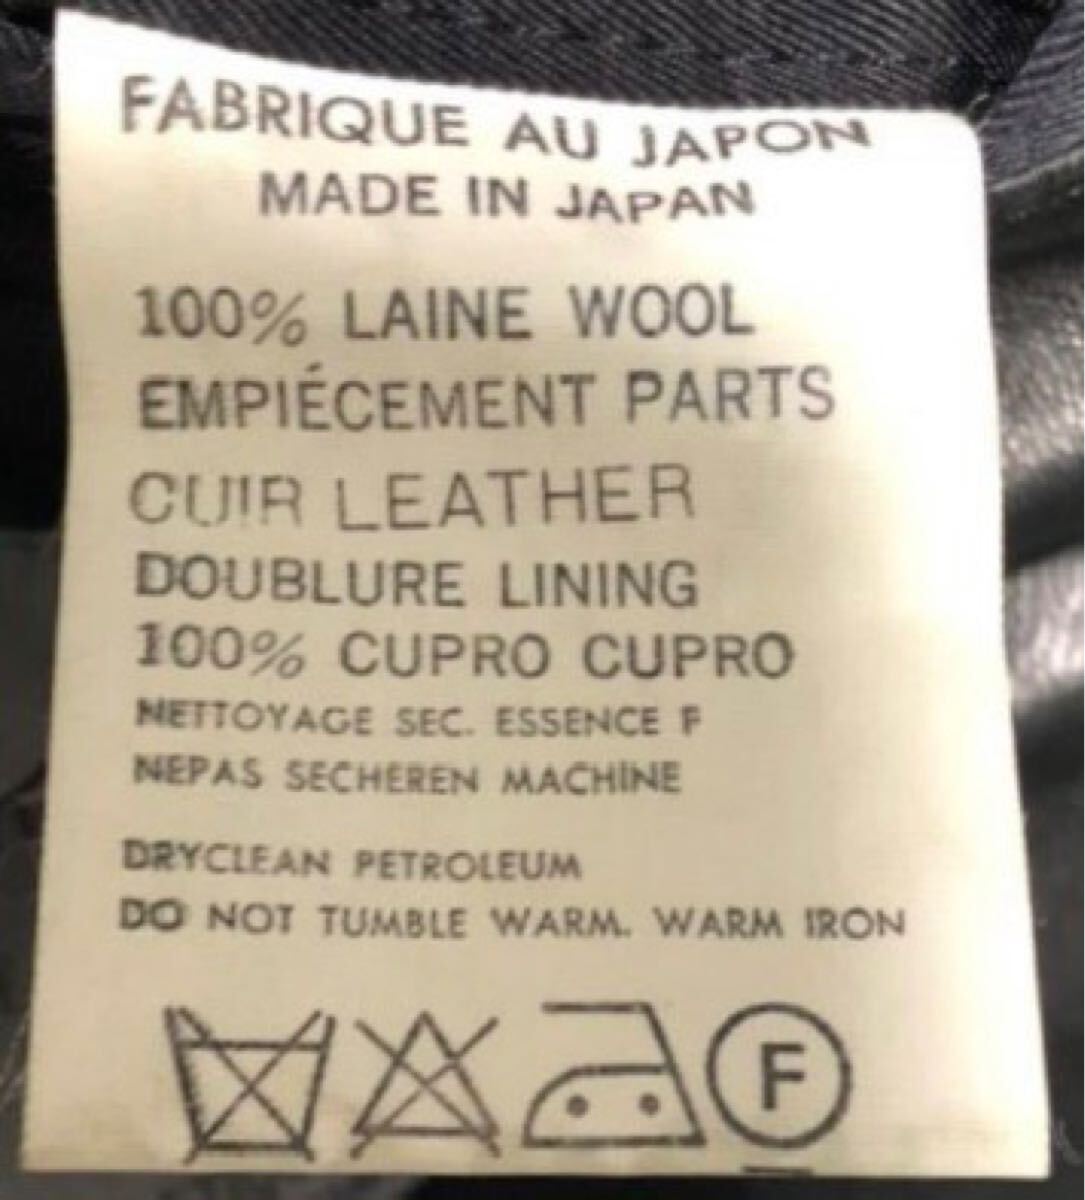 FABRIQUE AU JAPON
MADE IN JAPAN
100% LAINE WOOL
EMPIÉCEMENT PARTS
CUIR LEATHER
DOUBLURE LINING
100% CUPRO CUPRO
NETTOYAGE SEC. ESSENCE F
NEPAS SECHEREN MACHINE
DRYCLEAN PETROLEUM
DO NOT TUMBLE WARM. WARM IRON
F